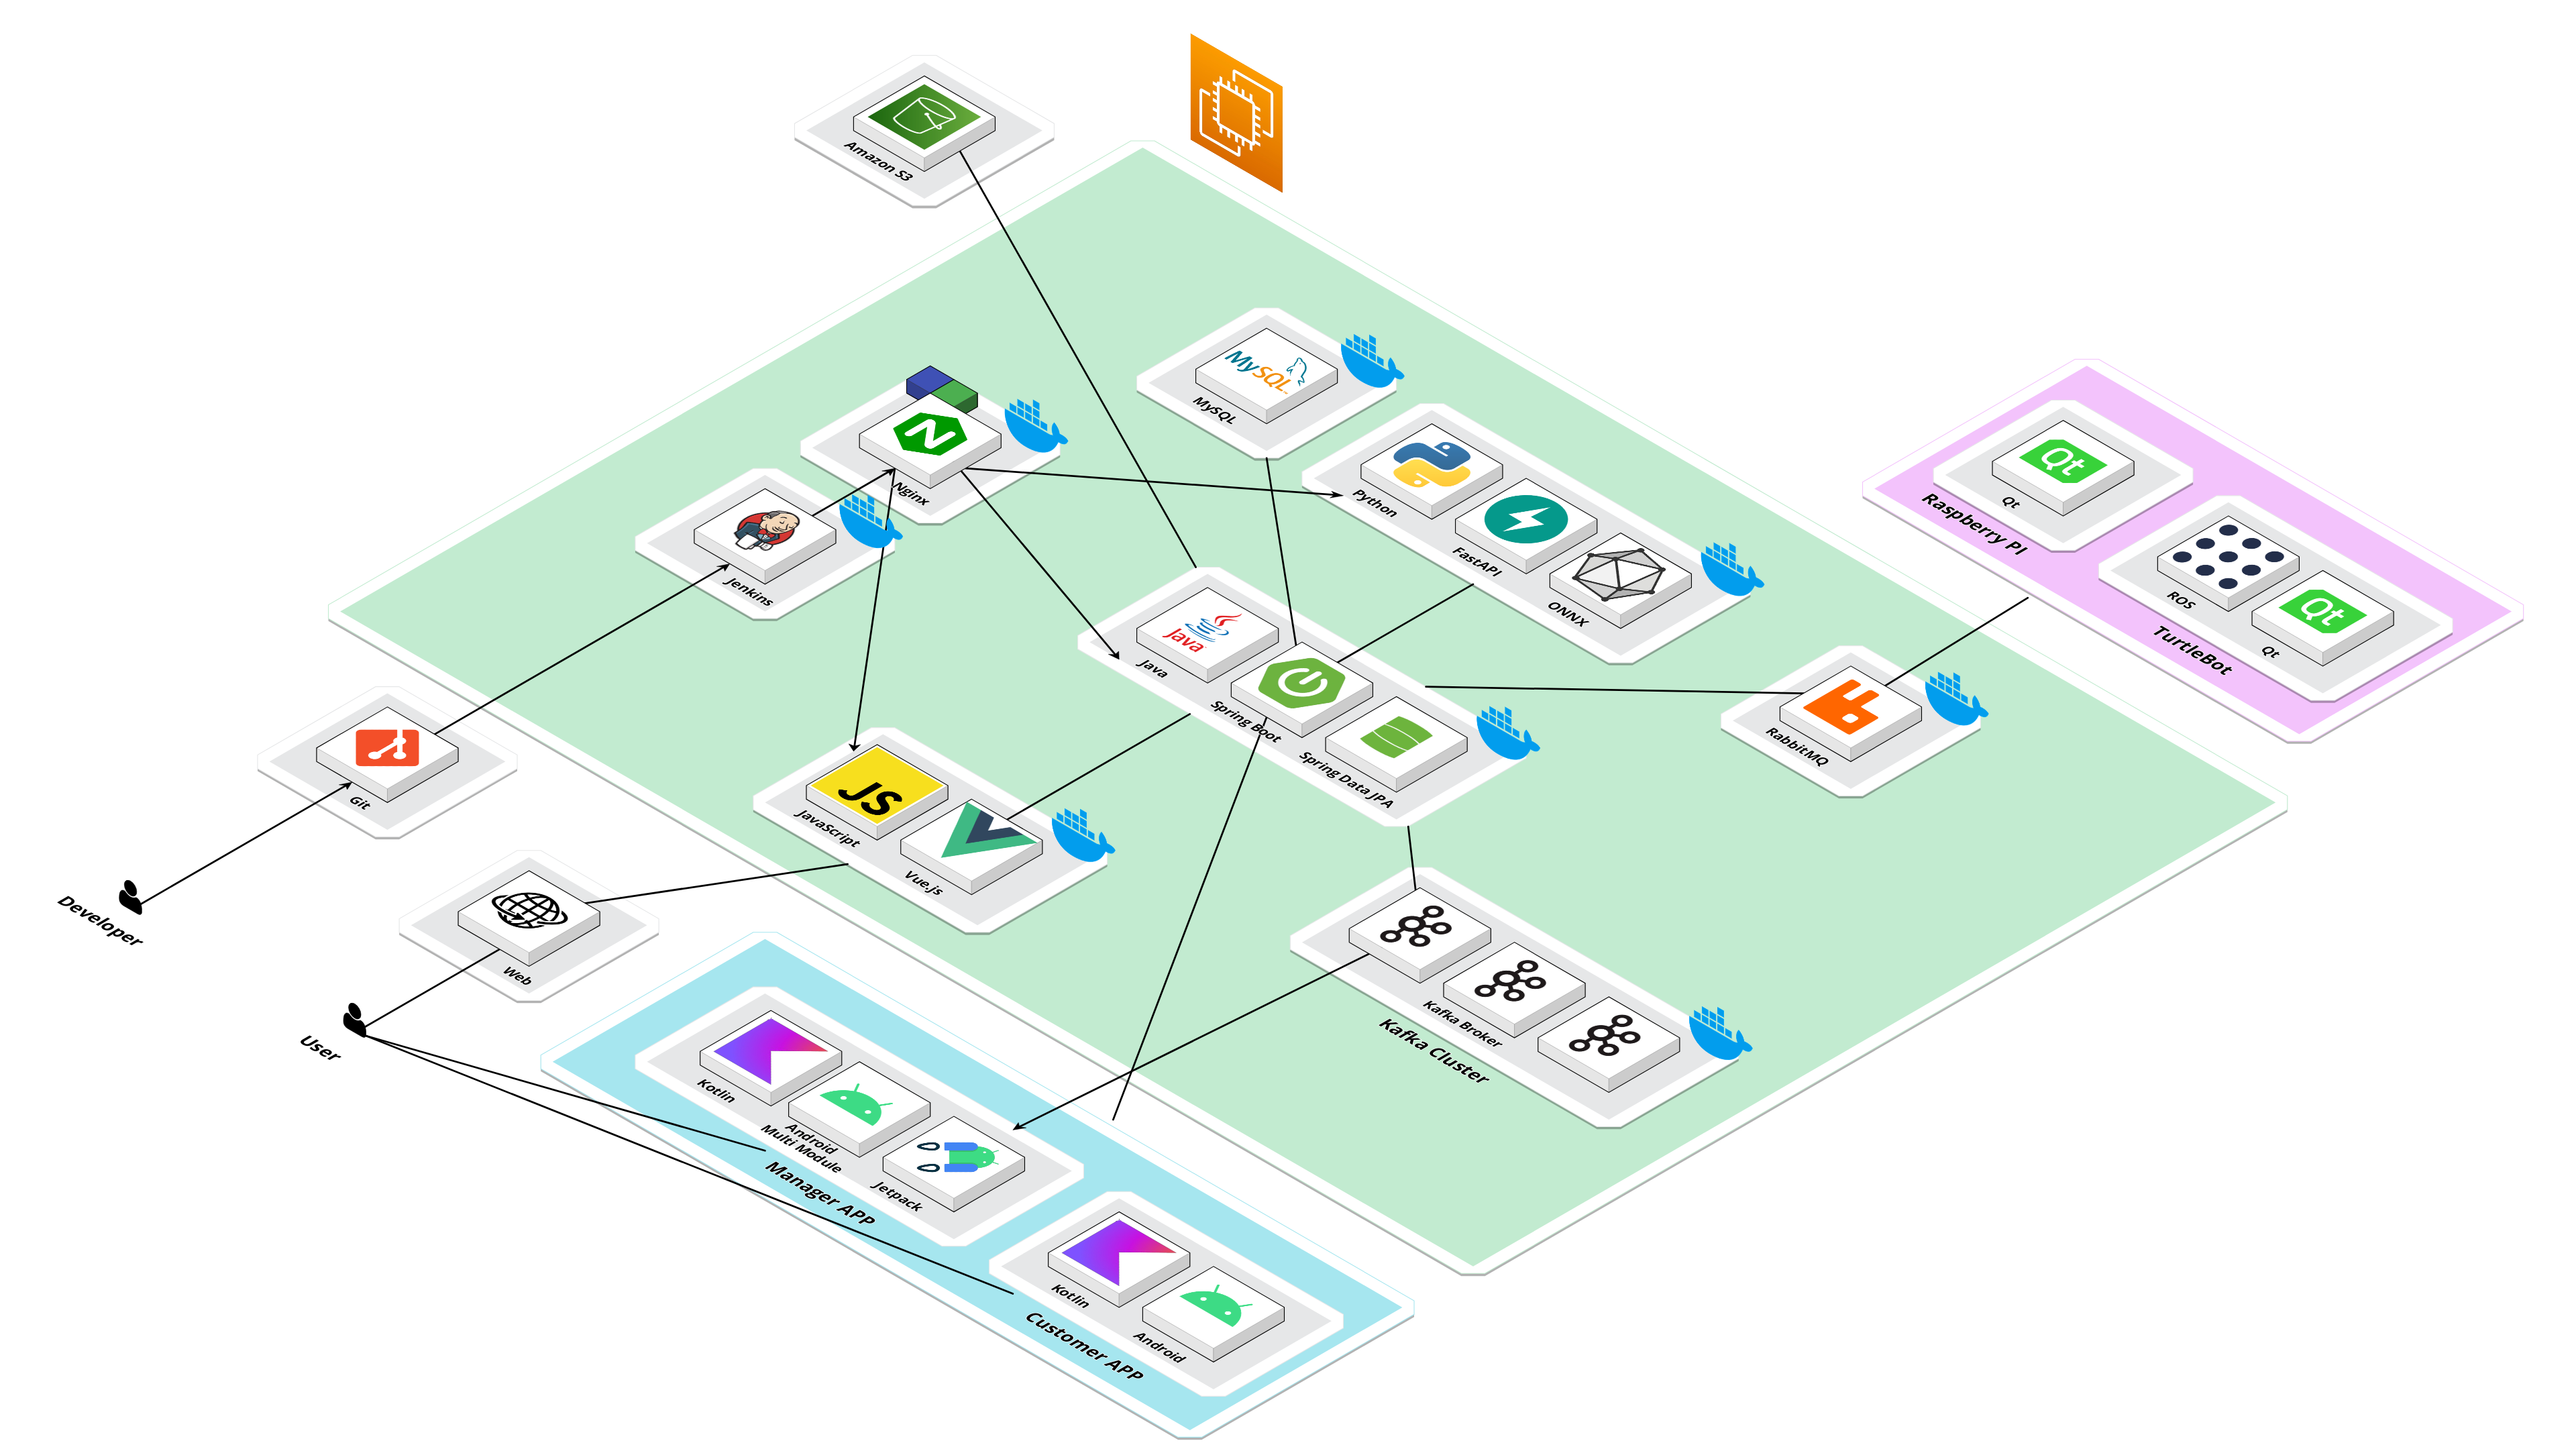 Amazon S3
MySQL
MySQL
Nginx
Python
FastAPI
ONNX
Jenkins
Qt
Qt
Raspberry PI
ROS
Qt
Qt
TurtleBot
Java
Java
Spring Boot
Spring Data JPA
RabbitMQ
Git
JS
JavaScript
Vue.js
Developer
Web
User
Kafka Broker
Kafka Cluster
Kotlin
Android
Multi Module
Jetpack
Manager APP
Kotlin
Android
Customer APP